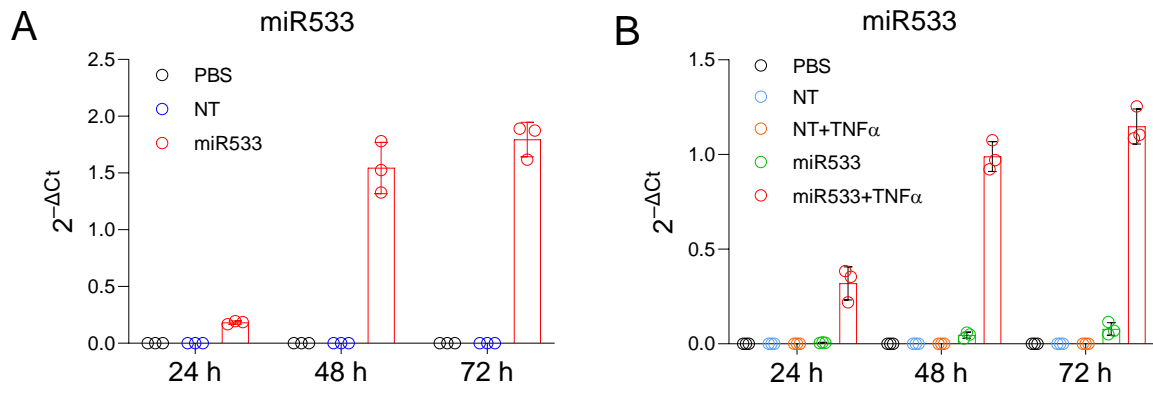 A
miR533
2.5
2.0
1.5
1.0
0.5
0.0
2–ΔCt
PBS
NT
miR533
24 h
48 h
72 h
B
miR533
1.5
1.0
0.5
0.0
2–ΔCt
PBS
NT
NT+TNFα
miR533
miR533+TNFα
24 h
48 h
72 h